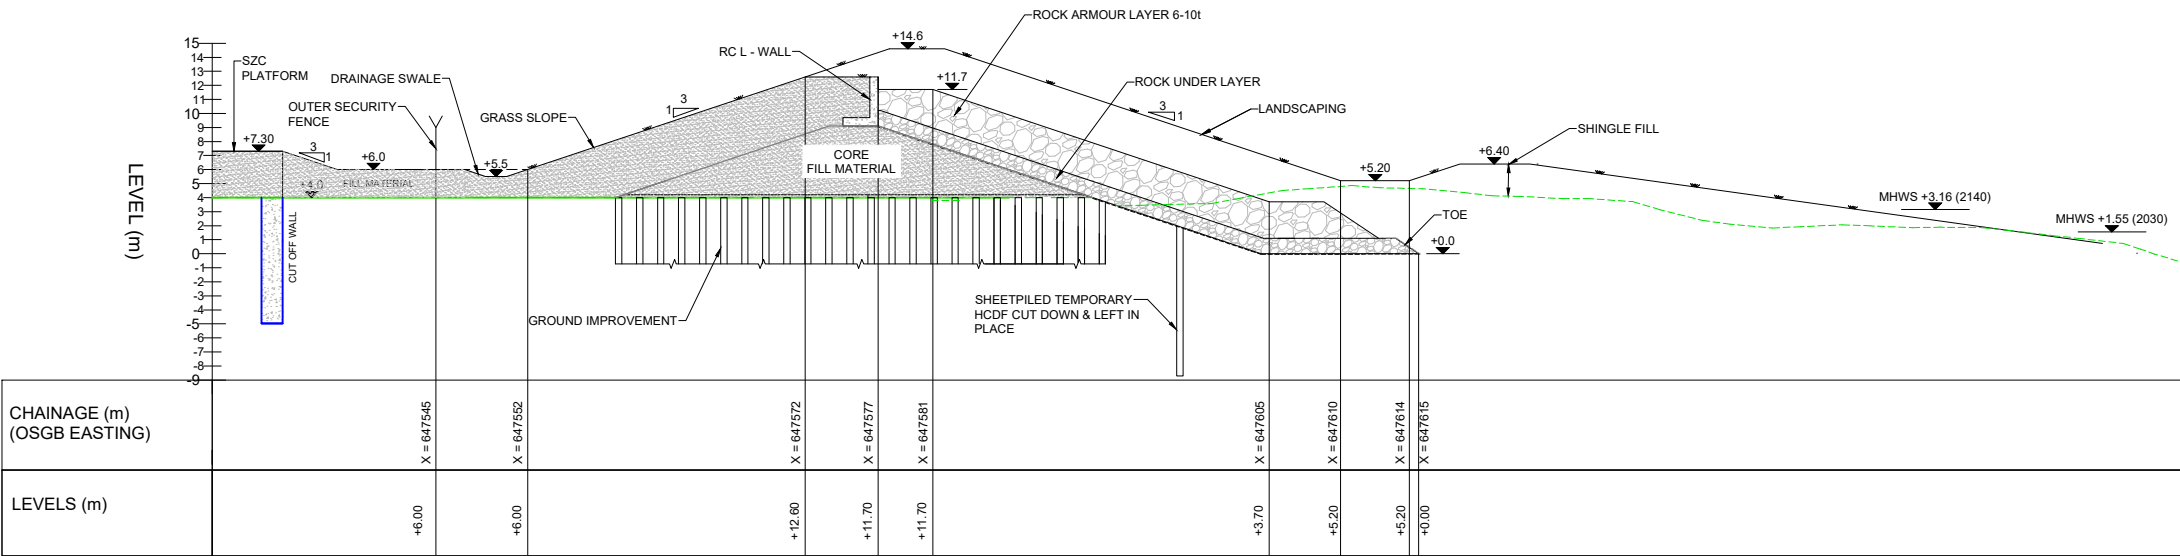 ROCK ARMOUR LAYER 6-10t
+14.6
RC L - WALL
SZC
PLATFORM
DRAINAGE SWALE
+11.7
ROCK UNDER LAYER
OUTER SECURITY
FENCE
3
1
GRASS SLOPE
3
1
LANDSCAPING
SHINGLE FILL
+7.30
3
1
+6.0
+5.5
CORE
FILL MATERIAL
+6.40
+5.20
FILL MATERIAL
+4.0
MHWS +3.16 (2140)
MHWS +1.55 (2030)
TOE
+0.0
CUT OFF WALL
GROUND IMPROVEMENT
SHEETPILED TEMPORARY
HCDF CUT DOWN & LEFT IN
PLACE
LEVEL (m)
15
14
13
12
11
10
9
8
7
6
5
4
3
2
1
0
-1
-2
-3
-4
-5
-6
-7
-8
-9
CHAINAGE (m)
(OSGB EASTING)
X = 647545
X = 647552
X = 647572
X = 647577
X = 647581
X = 647605
X = 647610
X = 647614
X = 647615
LEVELS (m)
+6.00
+6.00
+12.60
+11.70
+11.70
+3.70
+5.20
+5.20
+0.00